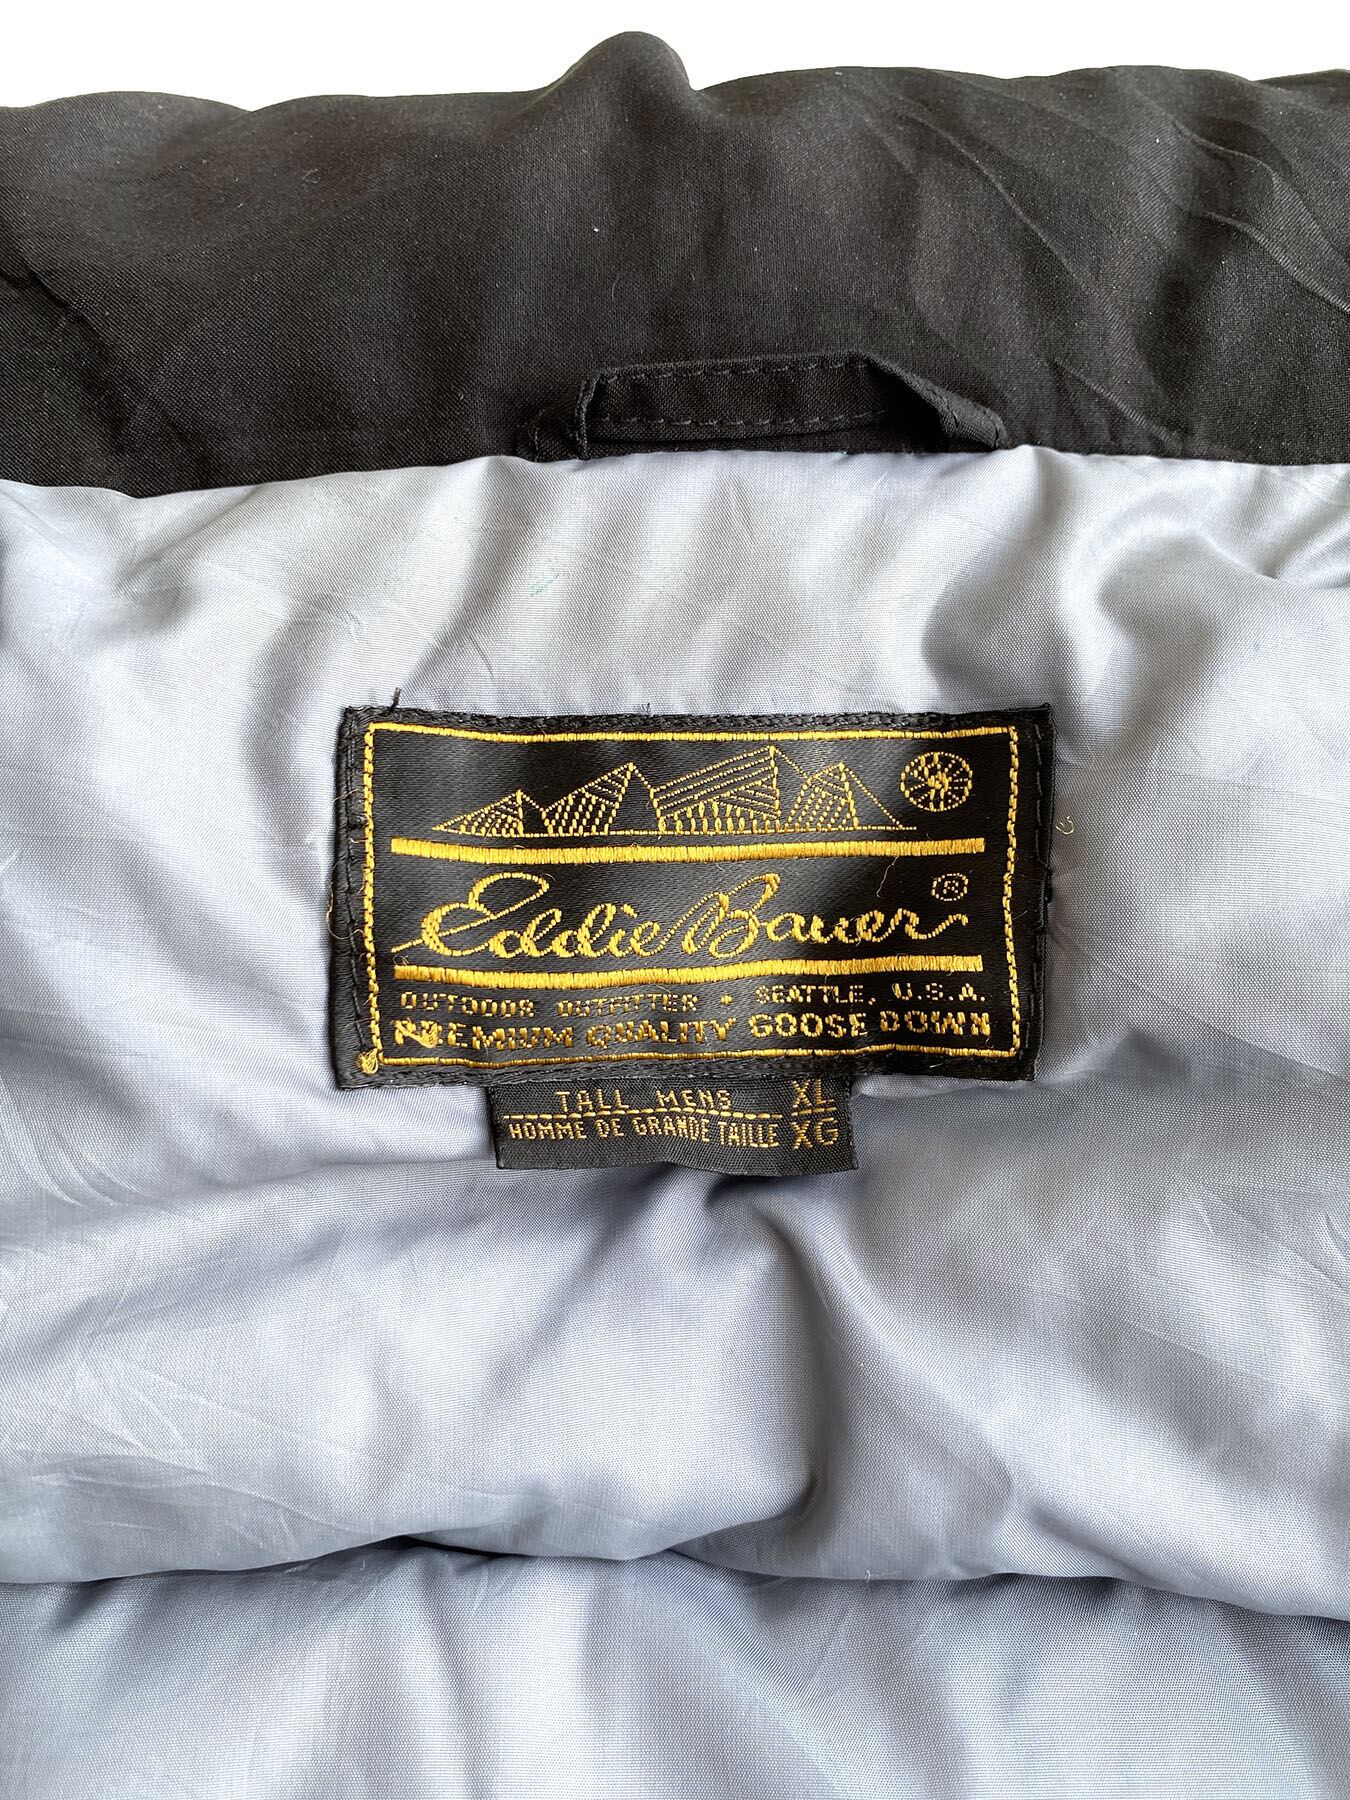 Eddie Bauer ®
OUTDOOR OUTFITTER • SEATTLE, U.S.A.
PREMIUM QUALITY GOOSE DOWN
TALL MENS XL
HOMME DE GRANDE TAILLE XG